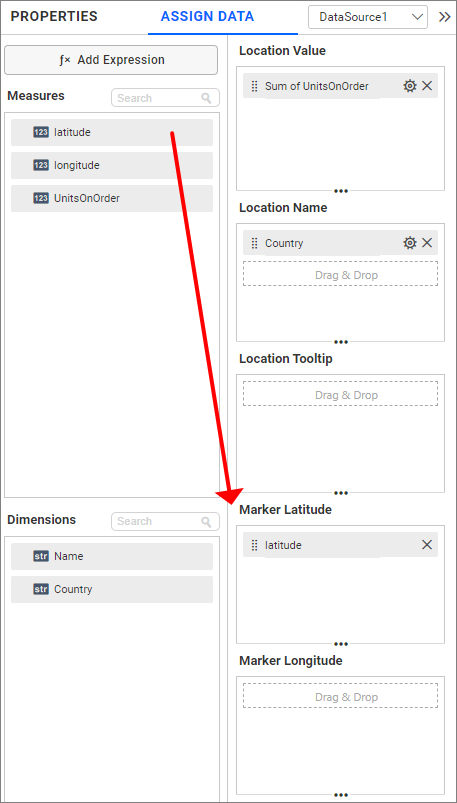 PROPERTIES
ASSIGN DATA
DataSource1
ƒx Add Expression
Measures
Search
123 latitude
123 longitude
123 UnitsOnOrder
Dimensions
Search
str Name
str Country
Location Value
Sum of UnitsOnOrder
Location Name
Country
Drag & Drop
Location Tooltip
Drag & Drop
Marker Latitude
latitude
Marker Longitude
Drag & Drop